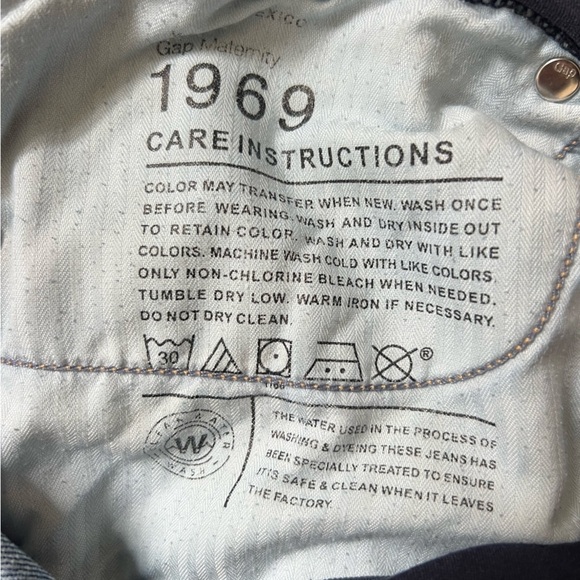 Mexico
Gap Maternity
1969
CARE INSTRUCTIONS
COLOR MAY TRANSFER WHEN NEW. WASH ONCE
BEFORE WEARING. WASH AND DRY INSIDE OUT
TO RETAIN COLOR. WASH AND DRY WITH LIKE
COLORS. MACHINE WASH COLD WITH LIKE COLORS.
ONLY NON-CHLORINE BLEACH WHEN NEEDED.
TUMBLE DRY LOW. WARM IRON IF NECESSARY.
DO NOT DRY CLEAN.
30
®
CLEAN WATER
W
WASH
THE WATER USED IN THE PROCESS OF
WASHING & DYEING THESE JEANS HAS
BEEN SPECIALLY TREATED TO ENSURE
IT'S SAFE & CLEAN WHEN IT LEAVES
THE FACTORY.
Gap